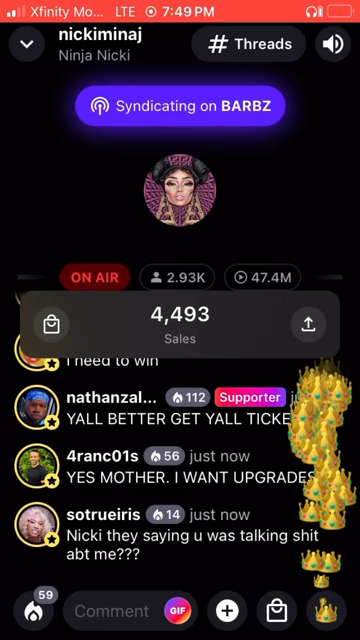 Xfinity Mo... LTE 7:49 PM
nickiminaj
Ninja Nicki
# Threads
Syndicating on BARBZ
ON AIR 2.93K 47.4M
4,493
Sales
I need to win
nathanzal... 112 Supporter
YALL BETTER GET YALL TICKE
4ranc01s 56 just now
YES MOTHER. I WANT UPGRADES
sotrueiris 14 just now
Nicki they saying u was talking shit
abt me???
59
Comment GIF